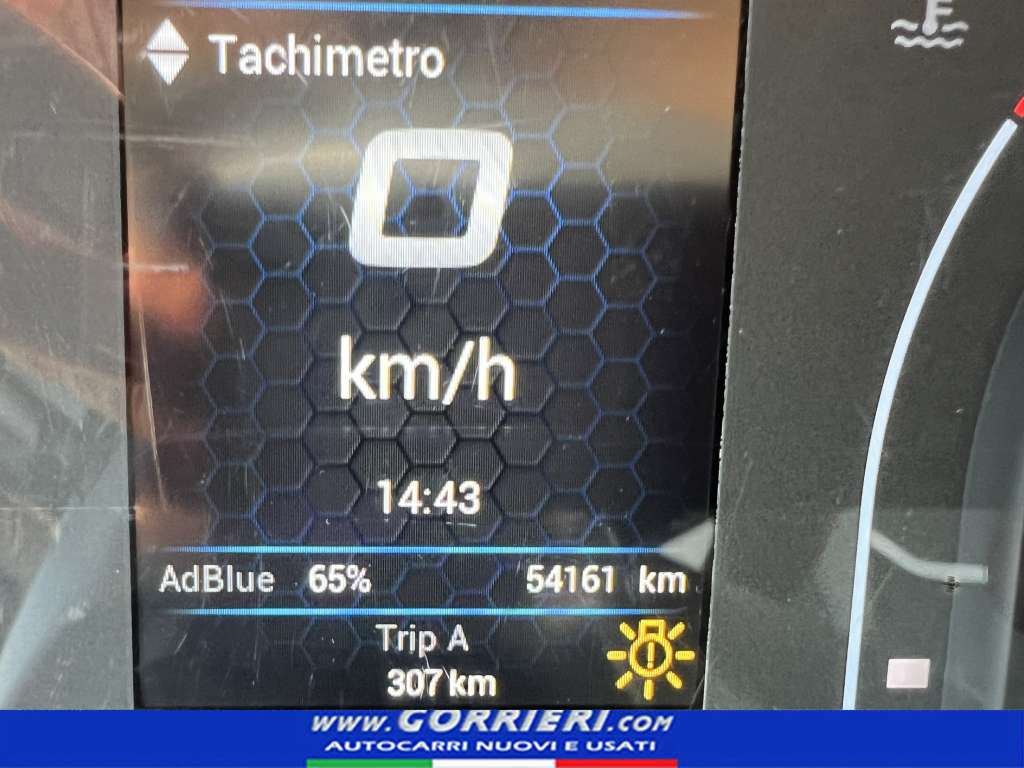 Tachimetro
0
km/h
14:43
AdBlue 65% 54161 km
Trip A
307 km
www.GORRIERI.COM
AUTOCARRI NUOVI E USATI